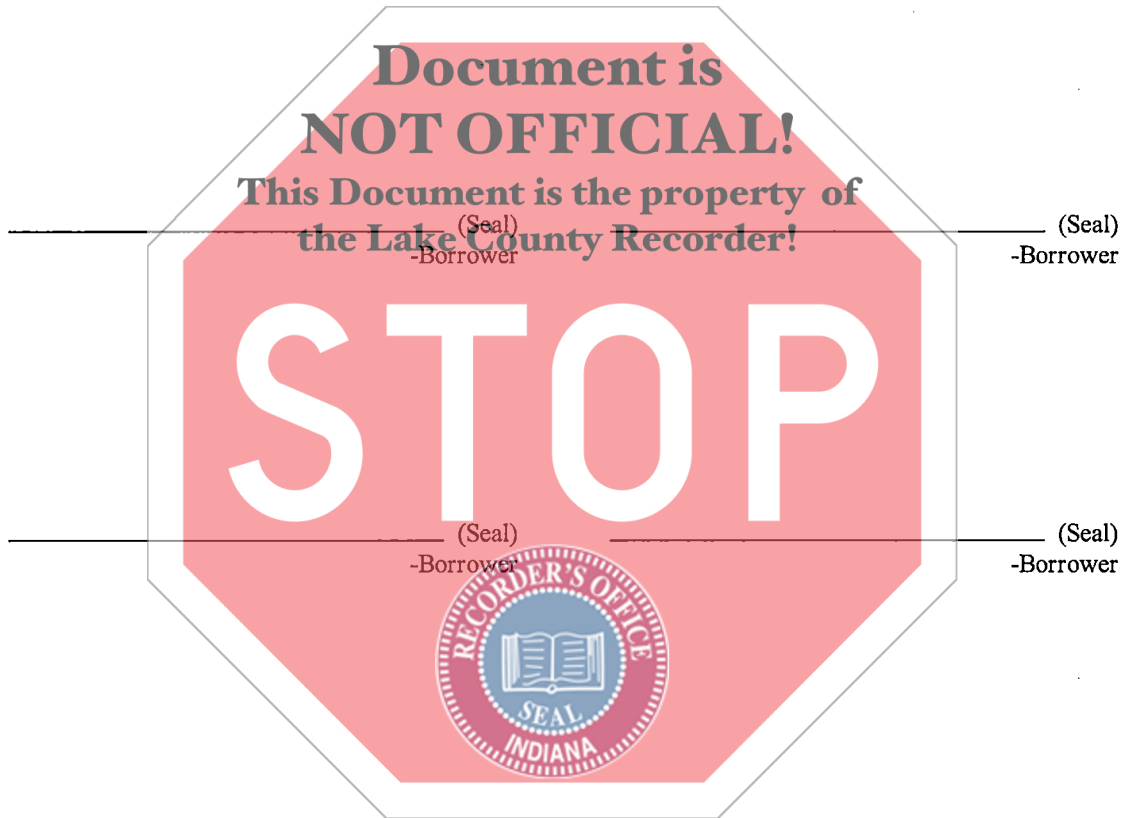 Document is
NOT OFFICIAL!
This Document is the property of
the Lake County Recorder!
(Seal) (Seal)
-Borrower -Borrower
STOP
(Seal) (Seal)
-Borrower -Borrower
RECORDER'S OFFICE
SEAL
INDIANA